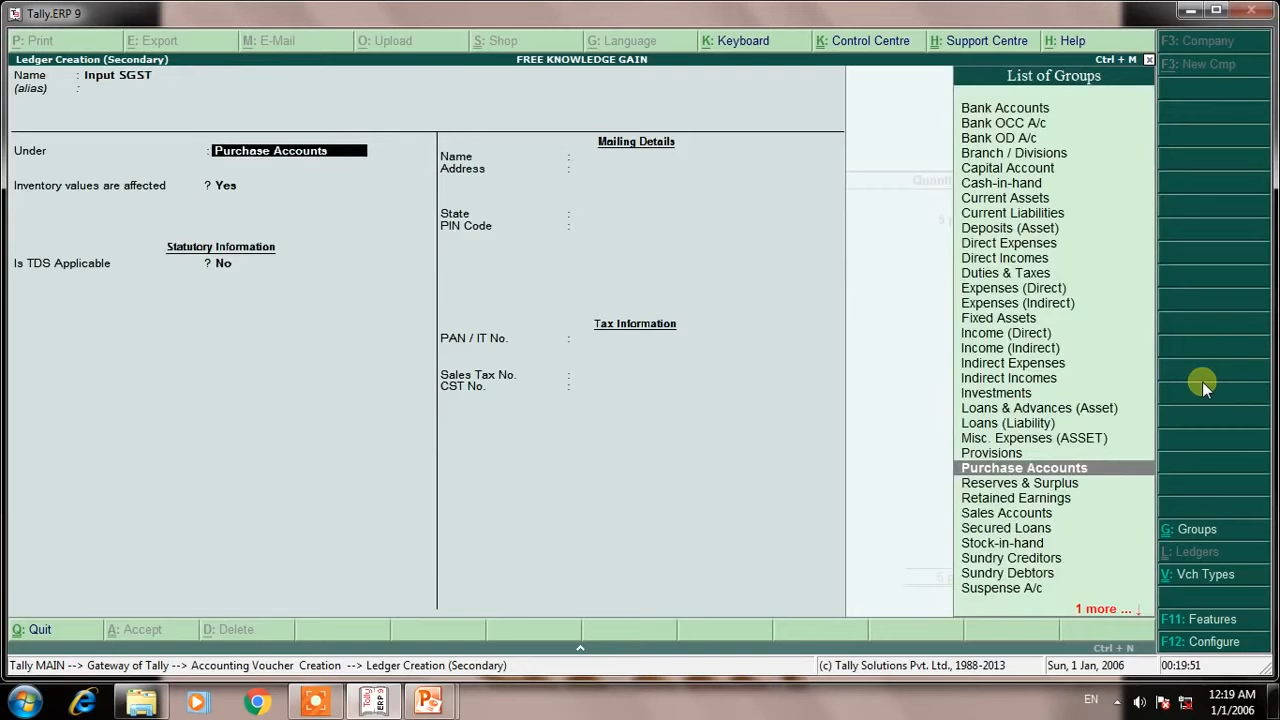 Tally.ERP 9
P: Print
E: Export
M: E-Mail
O: Upload
S: Shop
G: Language
K: Keyboard
K: Control Centre
H: Support Centre
H: Help
F3: Company
F3: New Cmp
Ledger Creation (Secondary)
FREE KNOWLEDGE GAIN
Ctrl + M
Name : Input SGST
(alias) :
Under : Purchase Accounts
Inventory values are affected ? Yes
Statutory Information
Is TDS Applicable ? No
Mailing Details
Name :
Address :
State :
PIN Code :
Tax Information
PAN / IT No. :
Sales Tax No. :
CST No. :
Quanti
5
6
List of Groups
Bank Accounts
Bank OCC A/c
Bank OD A/c
Branch / Divisions
Capital Account
Cash-in-hand
Current Assets
Current Liabilities
Deposits (Asset)
Direct Expenses
Direct Incomes
Duties & Taxes
Expenses (Direct)
Expenses (Indirect)
Fixed Assets
Income (Direct)
Income (Indirect)
Indirect Expenses
Indirect Incomes
Investments
Loans & Advances (Asset)
Loans (Liability)
Misc. Expenses (ASSET)
Provisions
Purchase Accounts
Reserves & Surplus
Retained Earnings
Sales Accounts
Secured Loans
Stock-in-hand
Sundry Creditors
Sundry Debtors
Suspense A/c
1 more ... ↓
G: Groups
L: Ledgers
V: Vch Types
F11: Features
F12: Configure
Q: Quit
A: Accept
D: Delete
Ctrl + N
Tally MAIN --> Gateway of Tally --> Accounting Voucher Creation --> Ledger Creation (Secondary)
(c) Tally Solutions Pvt. Ltd., 1988-2013
Sun, 1 Jan, 2006
00:19:51
Tally ERP 9
EN
12:19 AM
1/1/2006